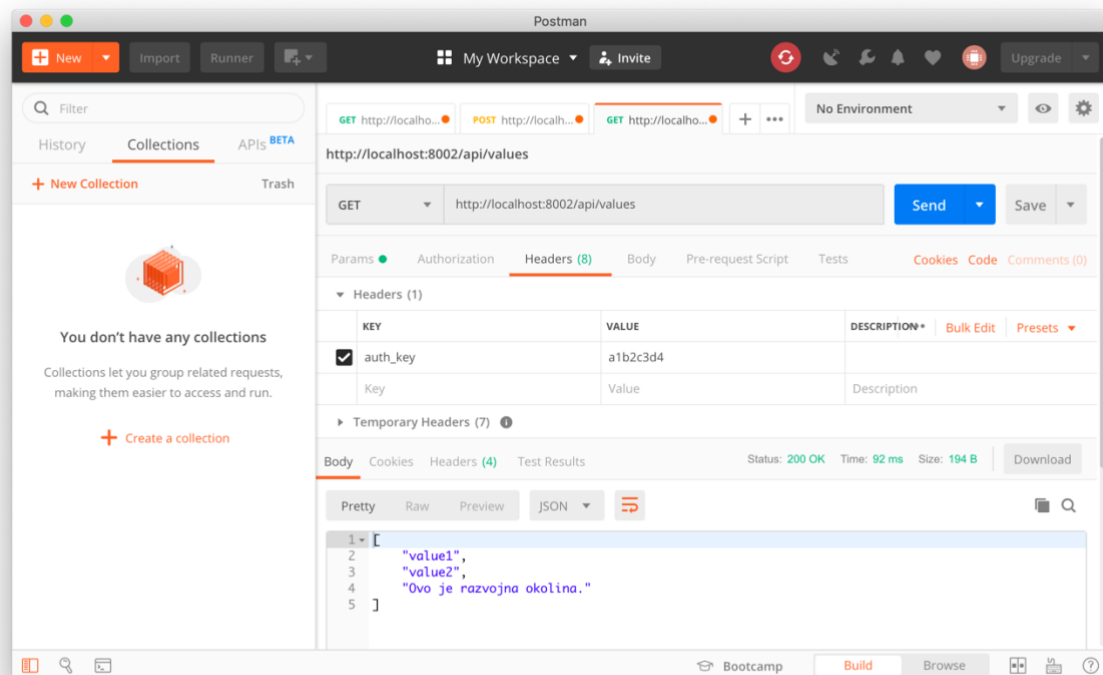 Postman
New
Import
Runner
My Workspace
Invite
Upgrade
Filter
History
Collections
APIs BETA
New Collection
Trash
You don't have any collections
Collections let you group related requests,
making them easier to access and run.
Create a collection
GET http://localho...
POST http://localh...
GET http://localho...
No Environment
http://localhost:8002/api/values
GET
http://localhost:8002/api/values
Send
Save
Params
Authorization
Headers (8)
Body
Pre-request Script
Tests
Cookies
Code
Comments (0)
Headers (1)
KEY
VALUE
DESCRIPTION
Bulk Edit
Presets
auth_key
a1b2c3d4
Key
Value
Description
Temporary Headers (7)
Body
Cookies
Headers (4)
Test Results
Status: 200 OK
Time: 92 ms
Size: 194 B
Download
Pretty
Raw
Preview
JSON
1 [
2 "value1",
3 "value2",
4 "Ovo je razvojna okolina."
5 ]
Bootcamp
Build
Browse